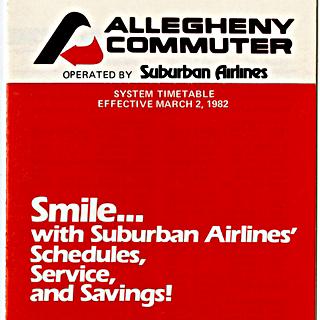 ALLEGHENY
COMMUTER
OPERATED BY Suburban Airlines
SYSTEM TIMETABLE
EFFECTIVE MARCH 2, 1982
Smile...
with Suburban Airlines'
Schedules,
Service,
and Savings!